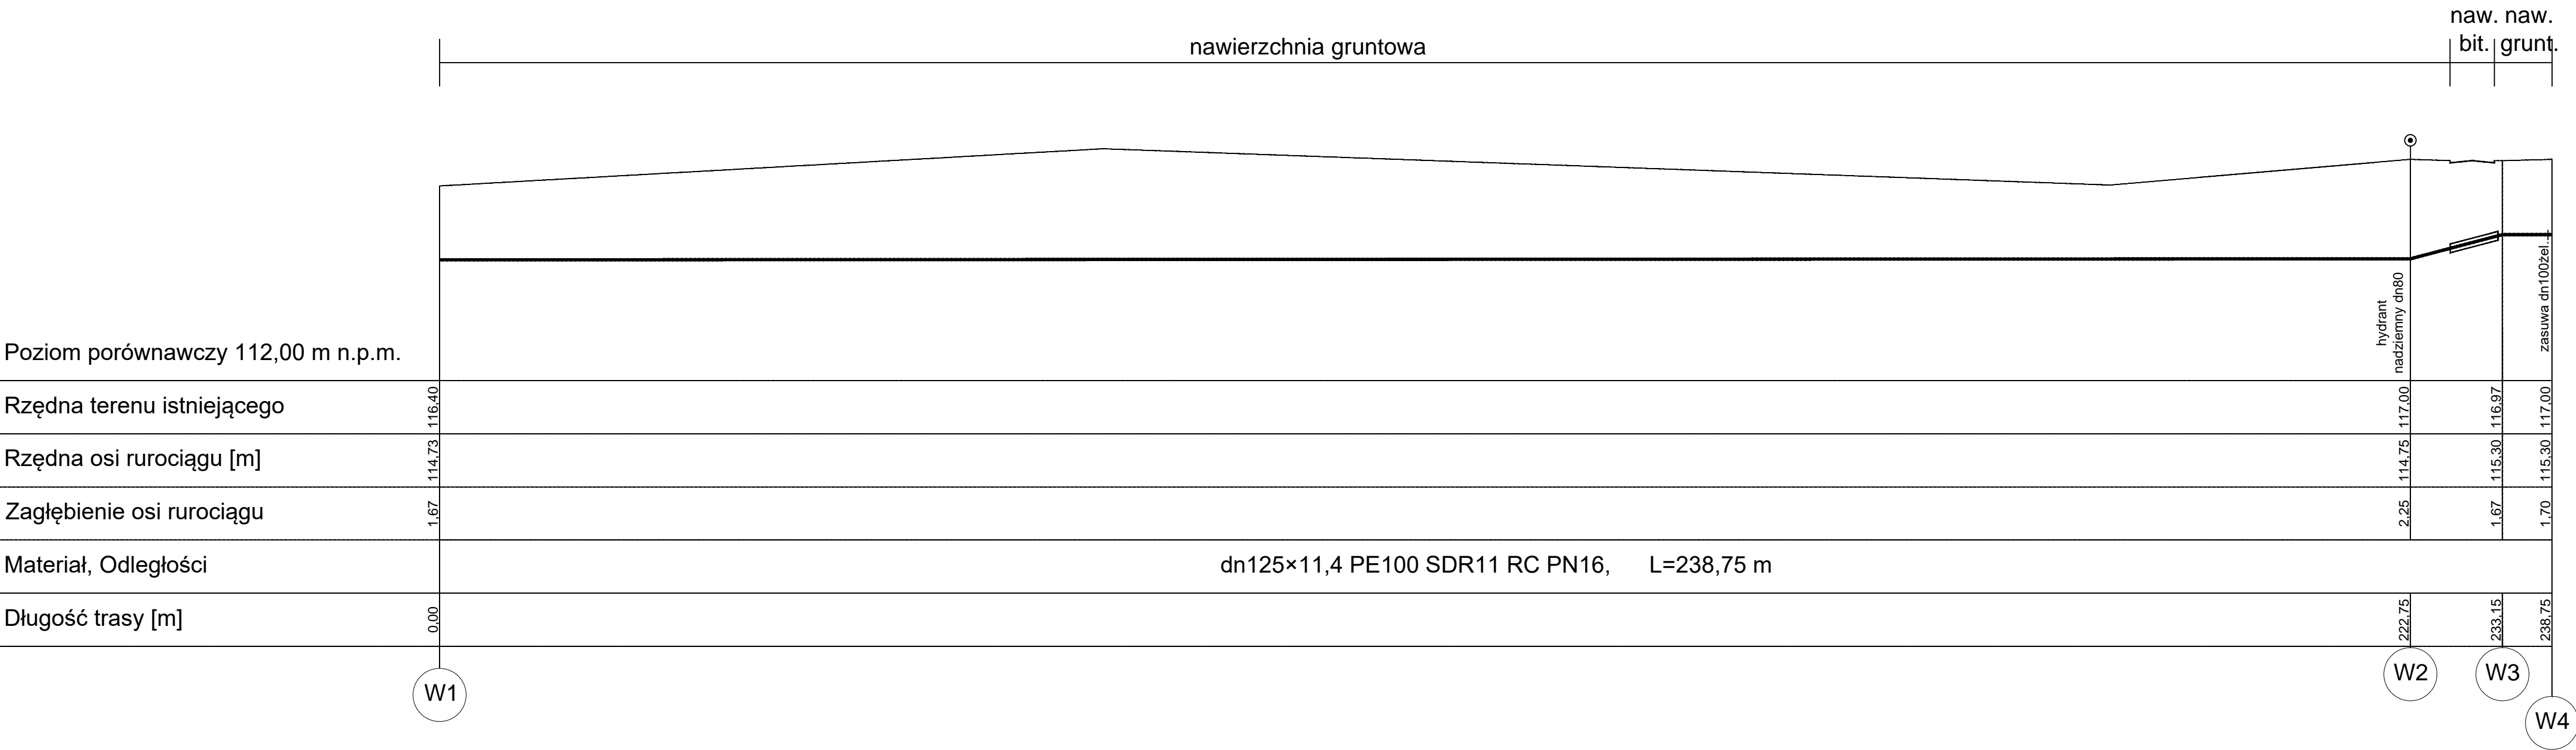 naw. naw.
nawierzchnia gruntowa
bit. grunt.
hydrant
nadziemny dn80
zasuwa dn100żel.
Poziom porównawczy 112,00 m n.p.m.
Rzędna terenu istniejącego
116,40 117,00 116,97 117,00
Rzędna osi rurociągu [m]
114,73 114,75 115,30 115,30
Zagłębienie osi rurociągu
1,67 2,25 1,67 1,70
Materiał, Odległości
dn125×11,4 PE100 SDR11 RC PN16, L=238,75 m
Długość trasy [m]
0,00 222,75 233,15 238,75
W1 W2 W3 W4